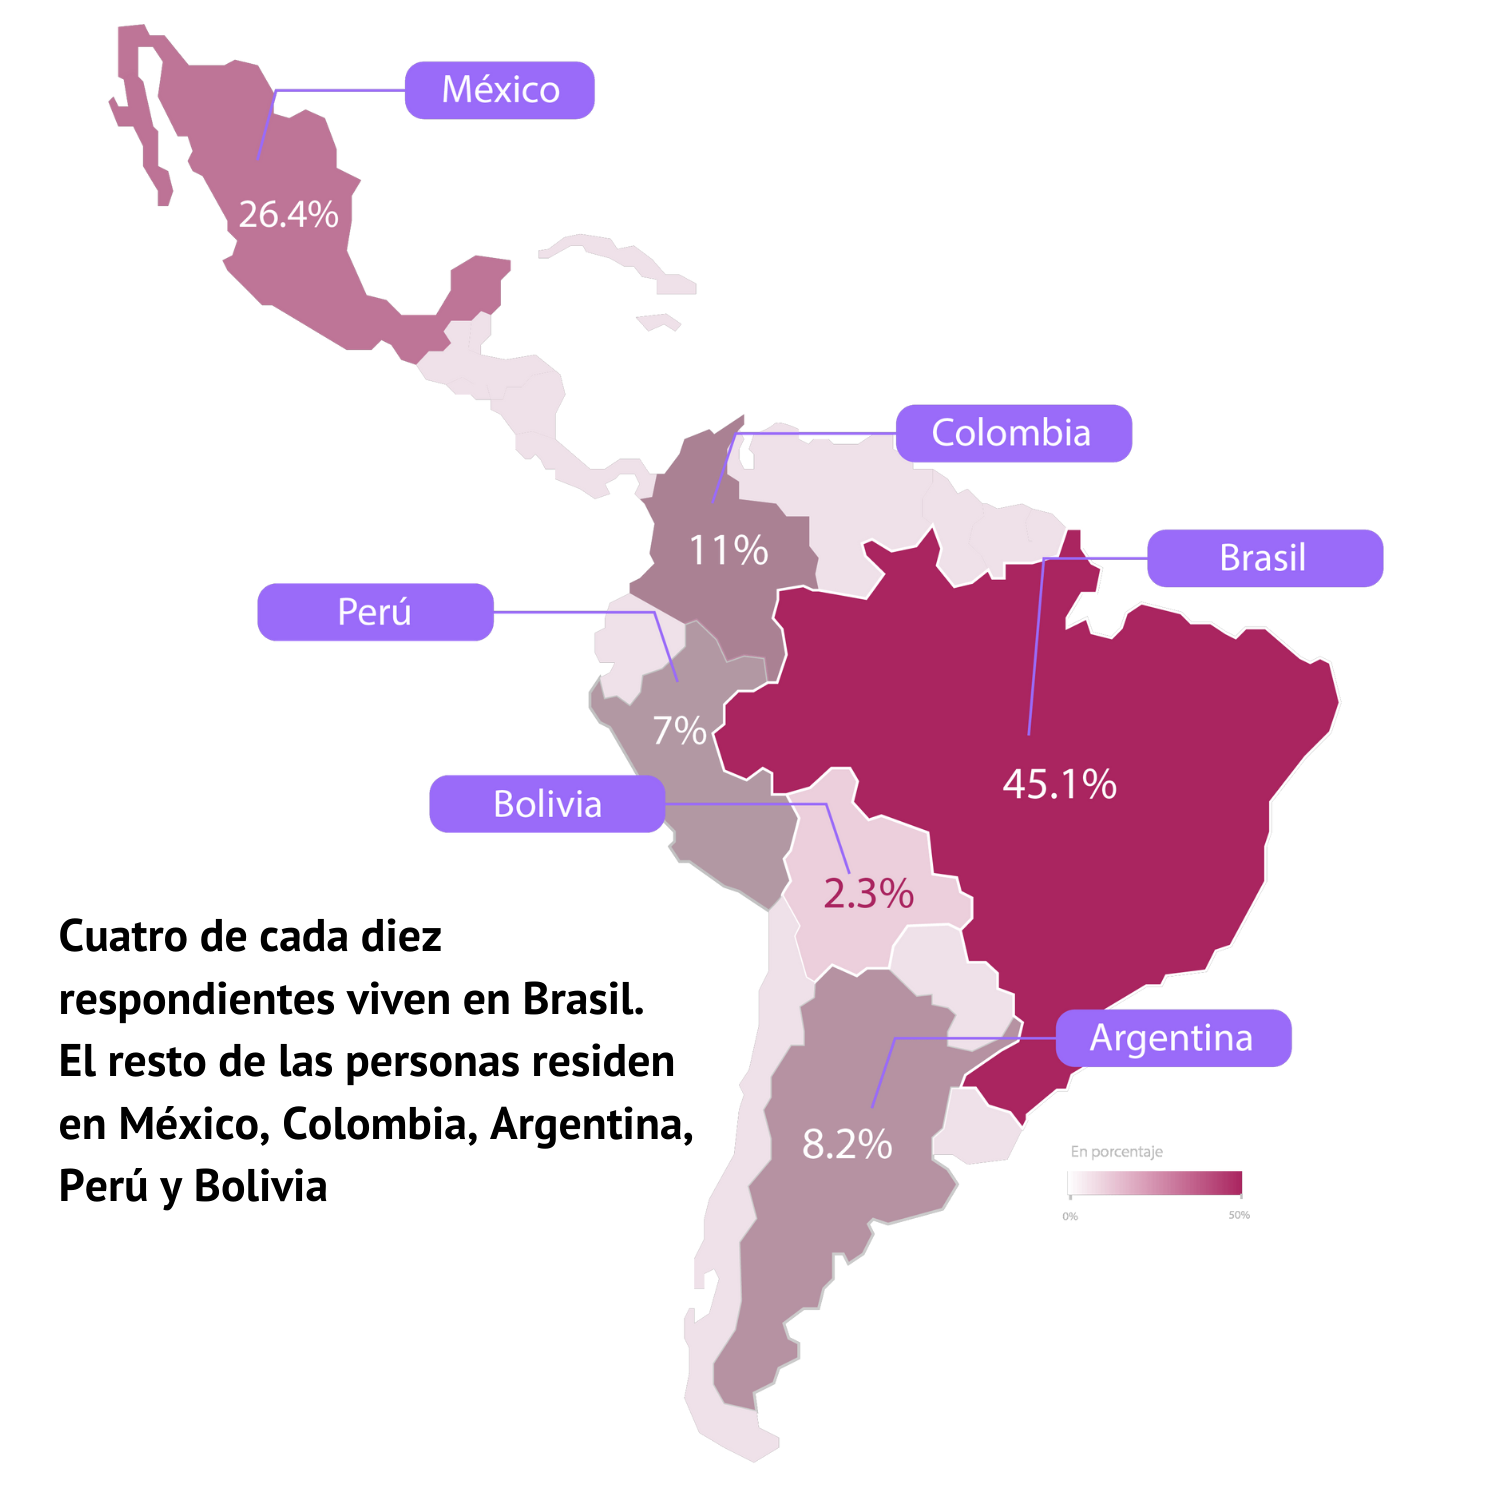 México
26.4%
Colombia
11%
Brasil
Perú
7%
45.1%
Bolivia
2.3%
Cuatro de cada diez
respondientes viven en Brasil.
El resto de las personas residen
en México, Colombia, Argentina,
Perú y Bolivia
Argentina
8.2%
En porcentaje
0%
50%